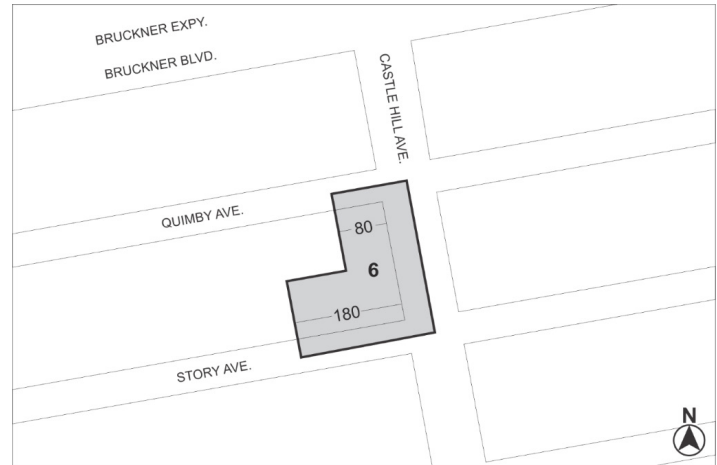 BRUCKNER EXPY.
BRUCKNER BLVD.
CASTLE HILL AVE.
QUIMBY AVE.
80
6
180
STORY AVE.
N